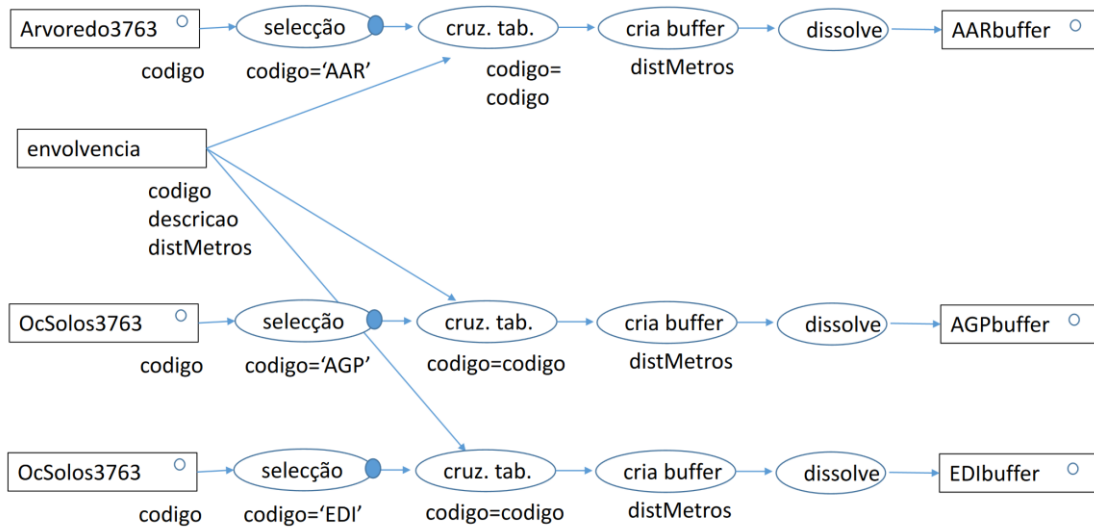 Arvoredo3763
selecção
cruz. tab.
cria buffer
dissolve
AARbuffer
codigo
codigo=‘AAR’
codigo=
codigo
distMetros
envolvencia
codigo
descricao
distMetros
OcSolos3763
selecção
cruz. tab.
cria buffer
dissolve
AGPbuffer
codigo
codigo=‘AGP’
codigo=codigo
distMetros
OcSolos3763
selecção
cruz. tab.
cria buffer
dissolve
EDIbuffer
codigo
codigo=‘EDI’
codigo=codigo
distMetros